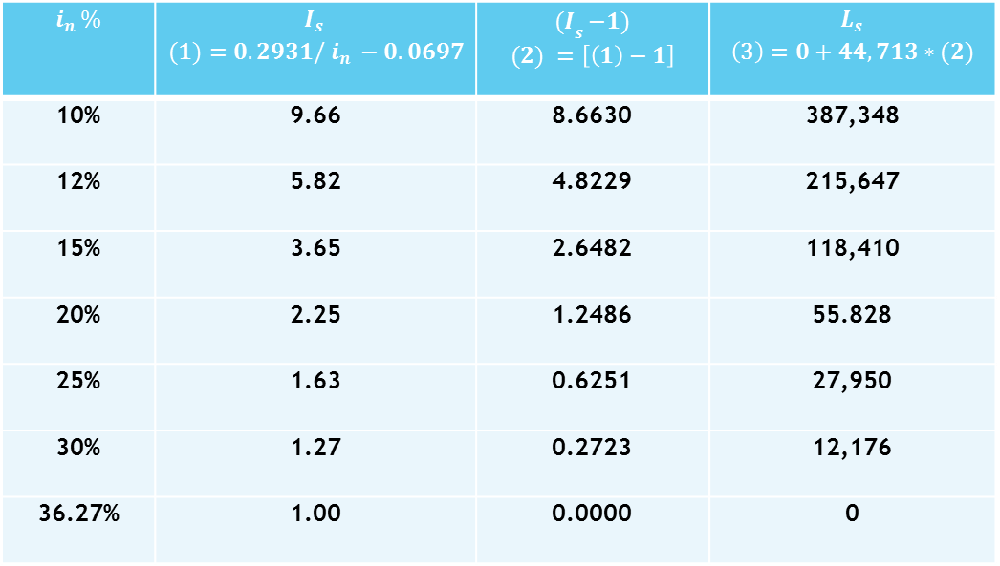 i_n %	I_s	(I_s −1)	L_s
(1) = 0.2931/ i_n − 0.0697	(2) = [(1) − 1]	(3) = 0 + 44,713 ∗ (2)
10%	9.66	8.6630	387,348
12%	5.82	4.8229	215,647
15%	3.65	2.6482	118,410
20%	2.25	1.2486	55.828
25%	1.63	0.6251	27,950
30%	1.27	0.2723	12,176
36.27%	1.00	0.0000	0